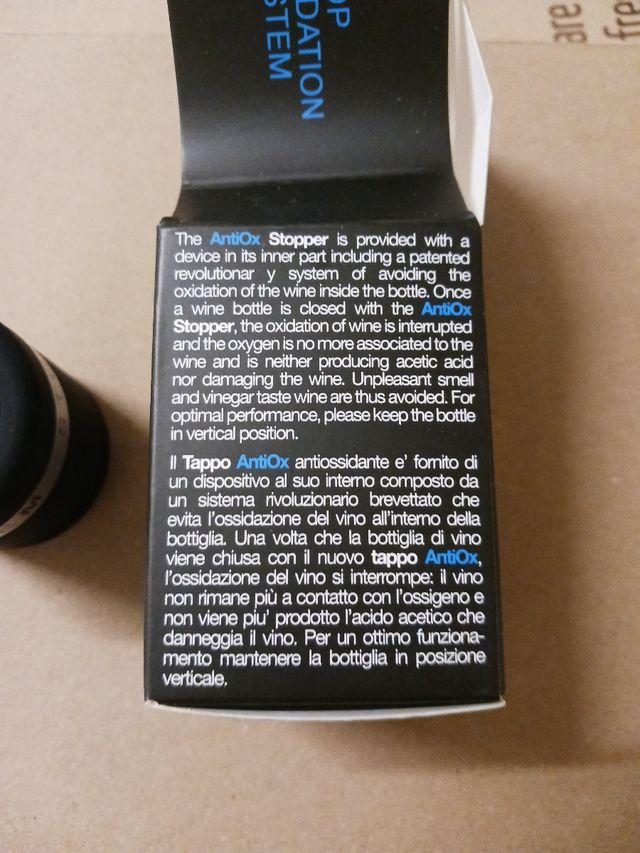 OP
DATION
STEM
are
fre
The AntiOx Stopper is provided with a
device in its inner part including a patented
revolutionar y system of avoiding the
oxidation of the wine inside the bottle. Once
a wine bottle is closed with the AntiOx
Stopper, the oxidation of wine is interrupted
and the oxygen is no more associated to the
wine and is neither producing acetic acid
nor damaging the wine. Unpleasant smell
and vinegar taste wine are thus avoided. For
optimal performance, please keep the bottle
in vertical position.
Il Tappo AntiOx antiossidante e' fornito di
un dispositivo al suo interno composto da
un sistema rivoluzionario brevettato che
evita l'ossidazione del vino all'interno della
bottiglia. Una volta che la bottiglia di vino
viene chiusa con il nuovo tappo AntiOx,
l'ossidazione del vino si interrompe: il vino
non rimane più a contatto con l'ossigeno e
non viene piu' prodotto l'acido acetico che
danneggia il vino. Per un ottimo funziona-
mento mantenere la bottiglia in posizione
verticale.